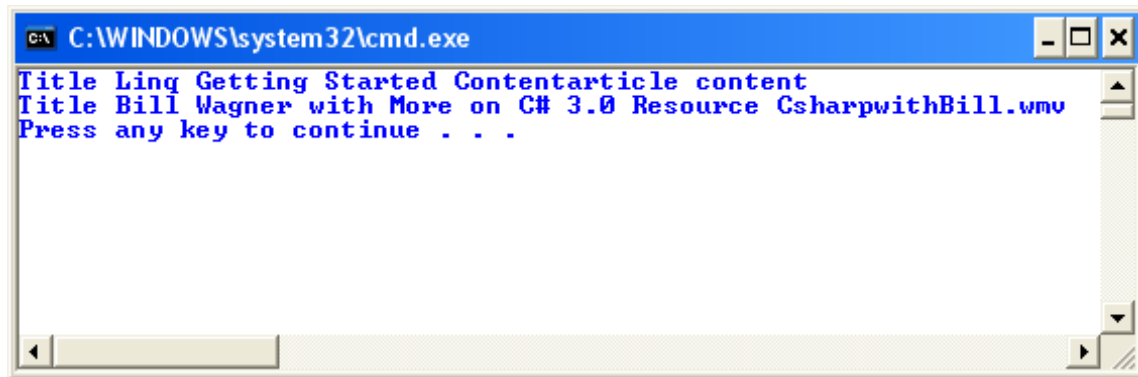 C:\WINDOWS\system32\cmd.exe
Title Linq Getting Started Contentarticle content
Title Bill Wagner with More on C# 3.0 Resource CsharpwithBill.wmv
Press any key to continue . . .